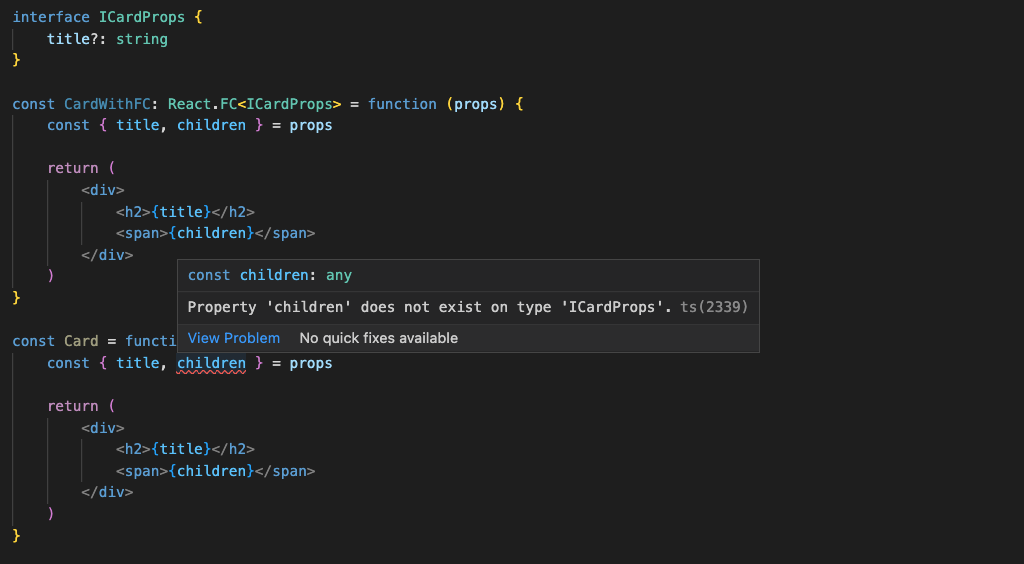 interface ICardProps {
title?: string
}
const CardWithFC: React.FC<ICardProps> = function (props) {
const { title, children } = props
return (
<div>
<h2>{title}</h2>
<span>{children}</span>
</div>
)
}
const children: any
Property 'children' does not exist on type 'ICardProps'. ts(2339)
View Problem No quick fixes available
const Card = functi
const { title, children } = props
return (
<div>
<h2>{title}</h2>
<span>{children}</span>
</div>
)
}